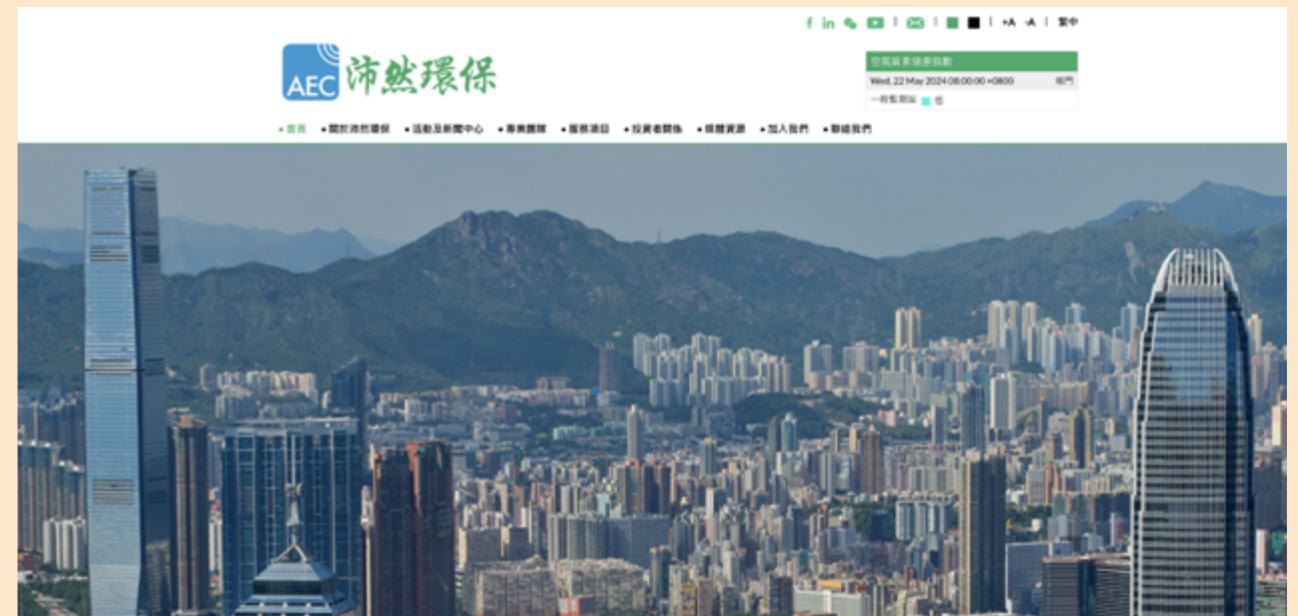 +A -A | 繁中
AEC 沛然環保
空氣質素健康指數
Wed, 22 May 2024 08:00:00 +0800 屯門
一般監測站 低
• 首頁 • 關於沛然環保 • 活動及新聞中心 • 專業團隊 • 服務項目 • 投資者關係 • 媒體資源 • 加入我們 • 聯絡我們